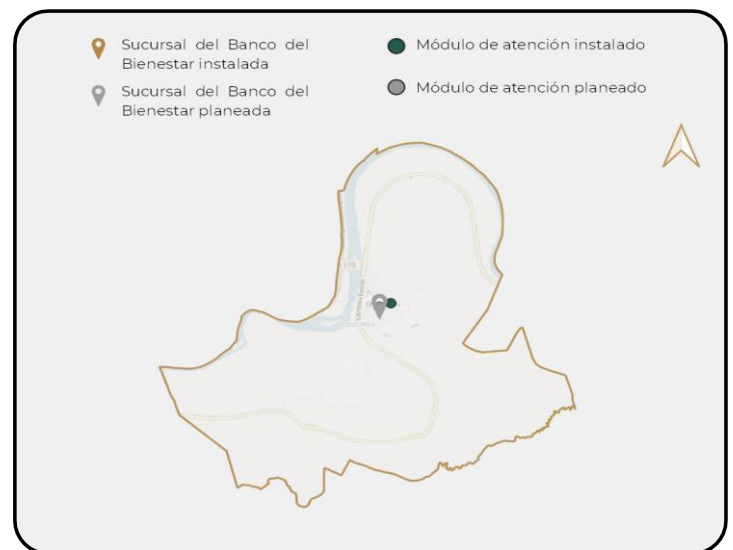 Sucursal del Banco del
Bienestar instalada
Sucursal del Banco del
Bienestar planeada
Módulo de atención instalado
Módulo de atención planeado
175